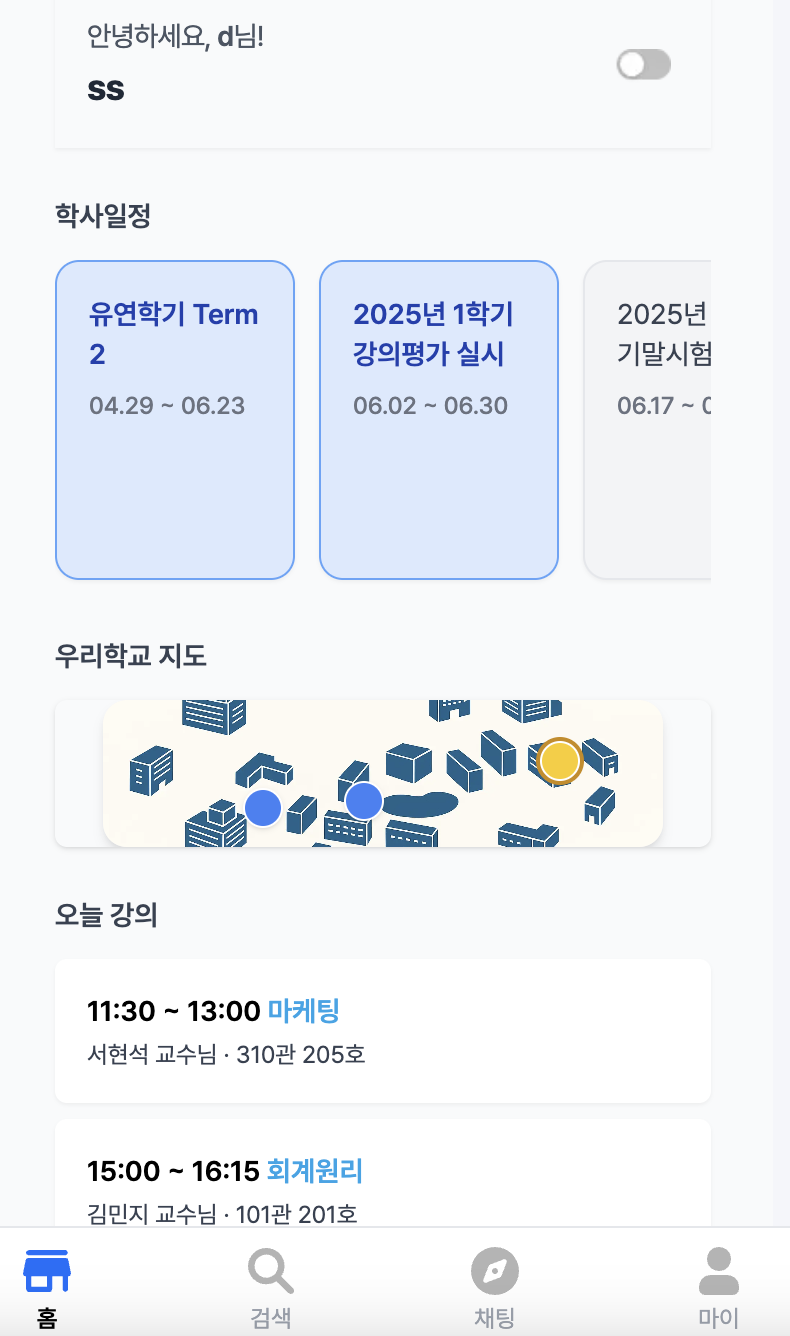 안녕하세요, d님!
ss
학사일정
유연학기 Term
2
04.29 ~ 06.23
2025년 1학기
강의평가 실시
06.02 ~ 06.30
2025년
기말시험
06.17 ~
우리학교 지도
오늘 강의
11:30 ~ 13:00 마케팅
서현석 교수님 · 310관 205호
15:00 ~ 16:15 회계원리
김민지 교수님 · 101관 201호
홈
검색
채팅
마이